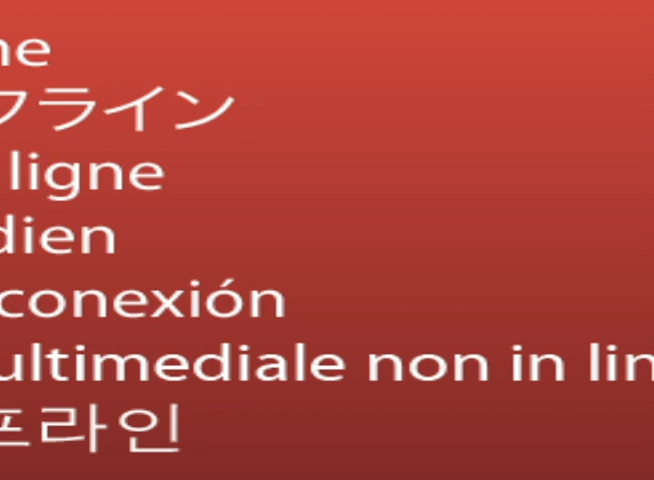 ne
フライン
ligne
dien
conexión
ultimediale non in lin
프라인